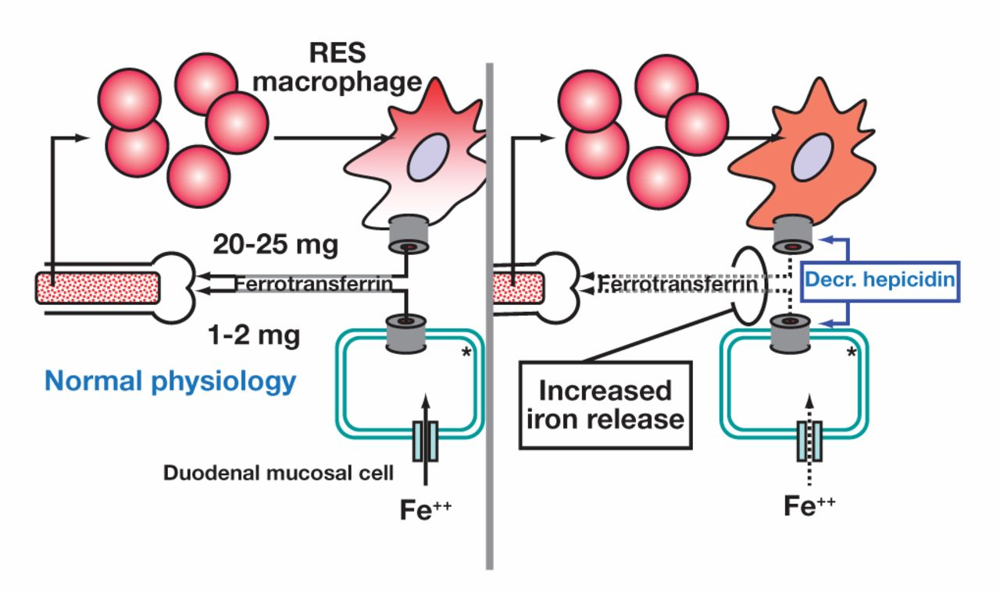 RES
macrophage
20-25 mg
Ferrotransferrin
1-2 mg
*
Normal physiology
Duodenal mucosal cell
Fe++
Ferrotransferrin
Decr. hepicidin
*
Increased
iron release
Fe++